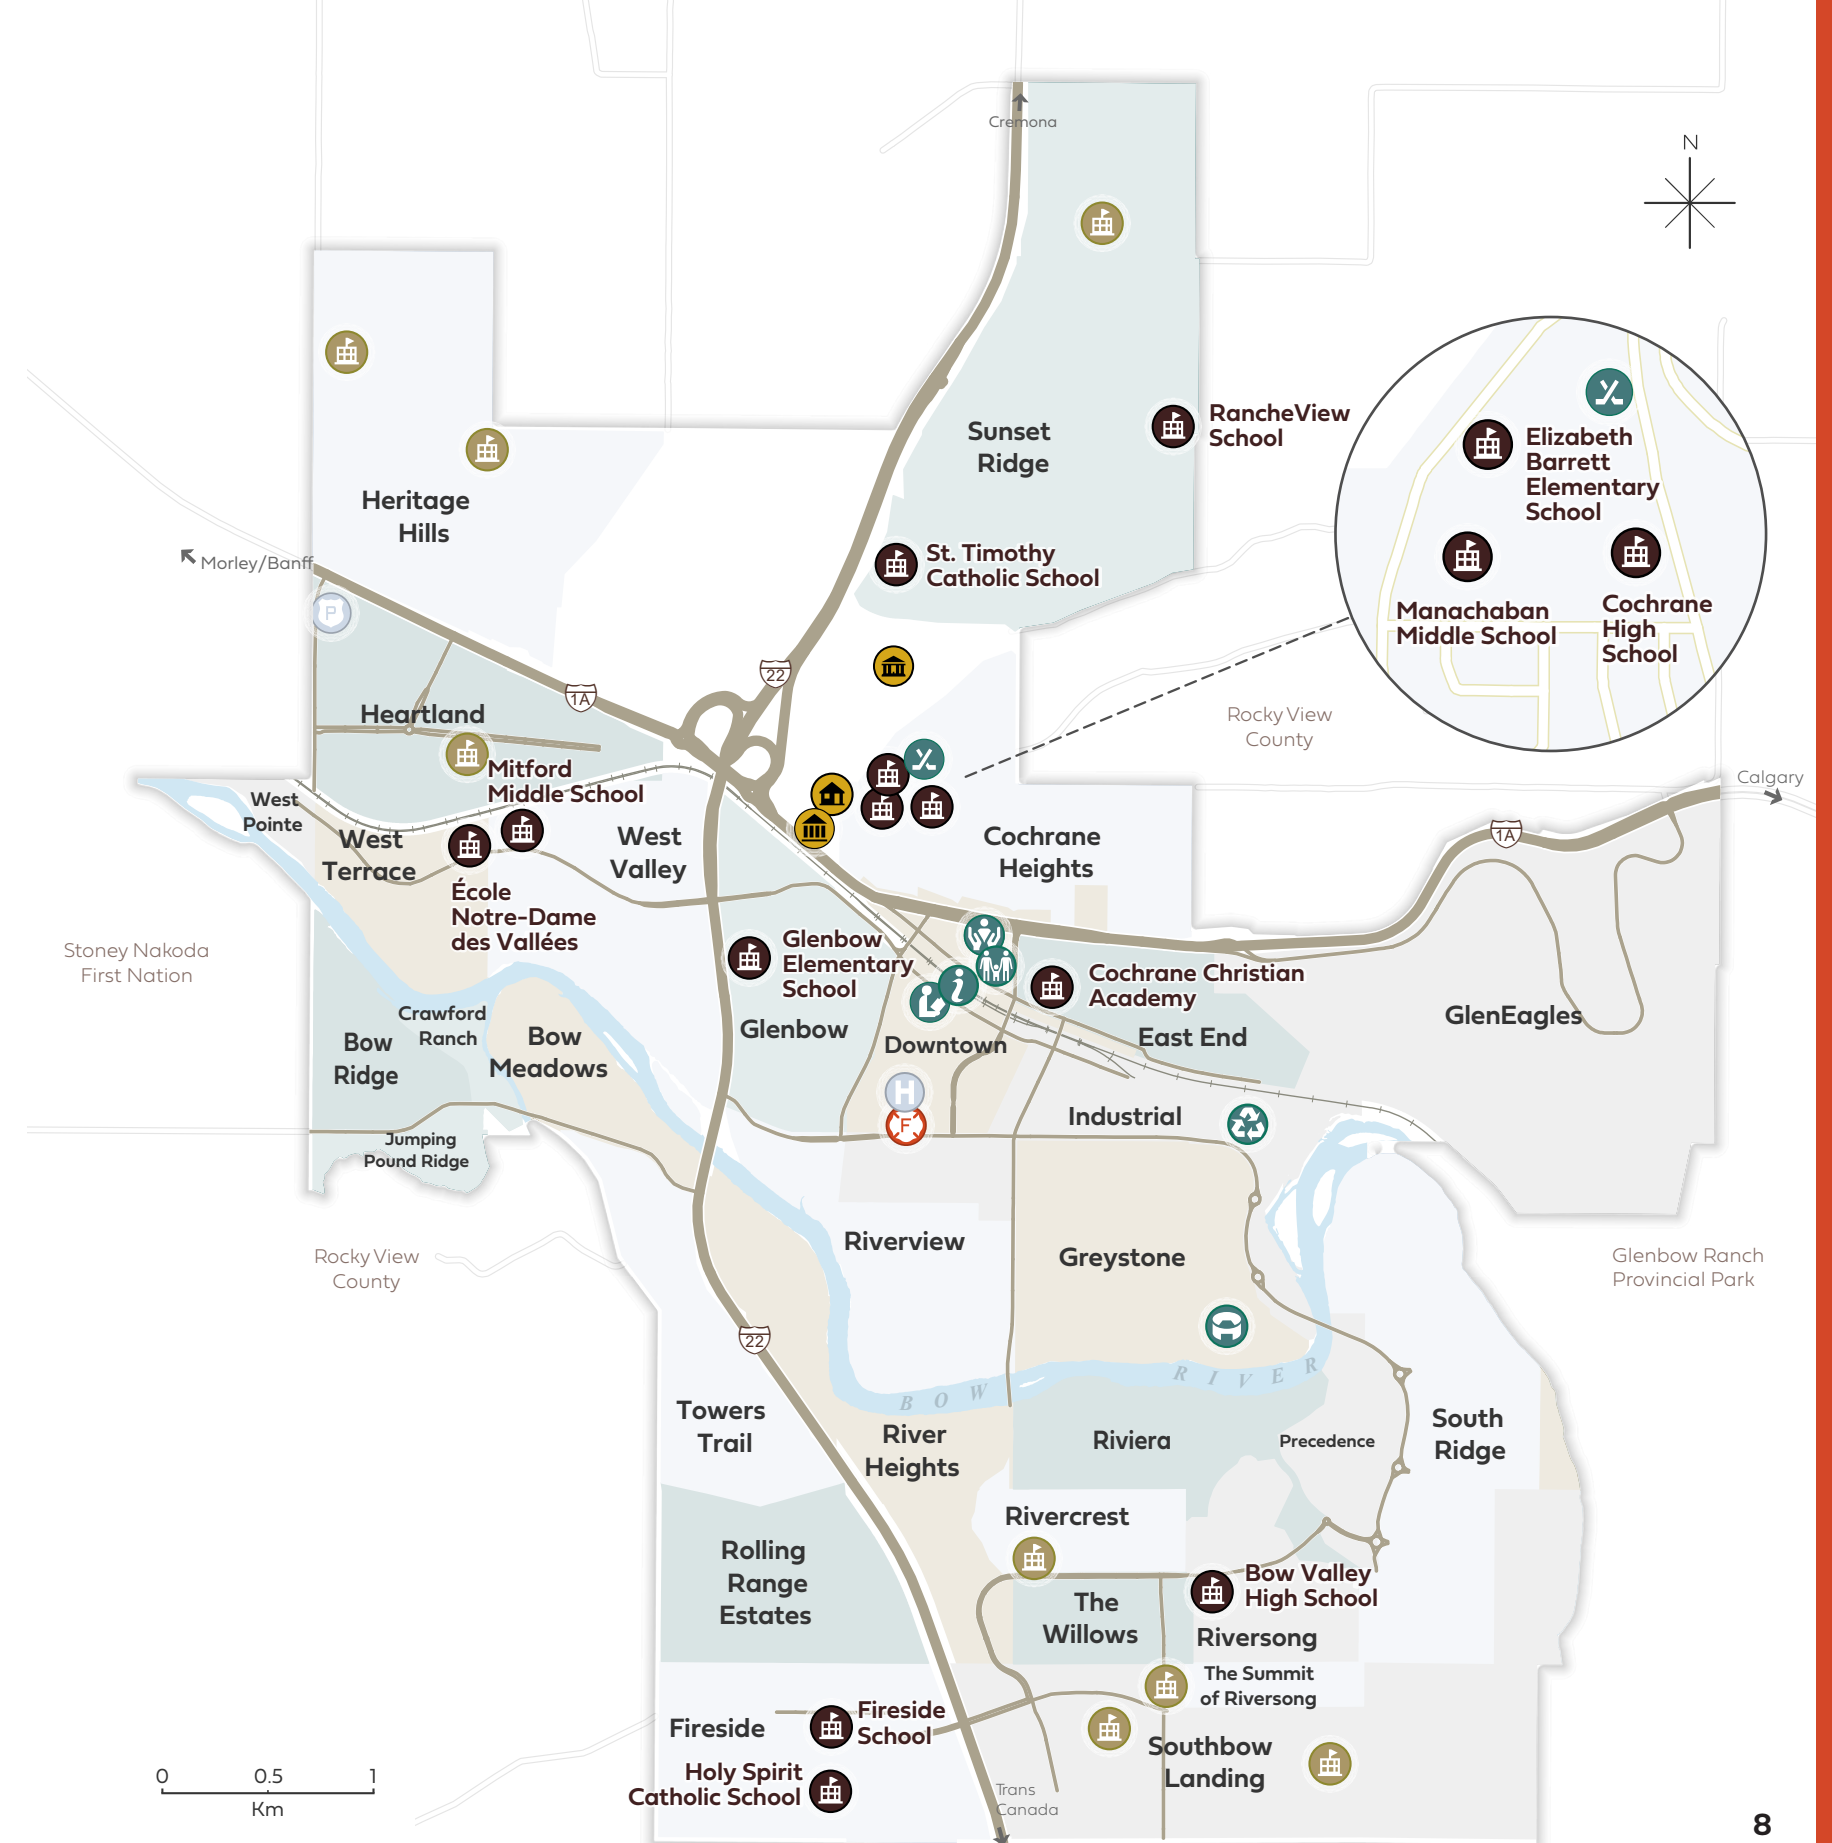 Cremona
N
RancheView
School
Sunset
Ridge
Elizabeth
Barrett
Elementary
School
Heritage
Hills
Morley/Banff
St. Timothy
Catholic School
Manachaban
Middle School
Cochrane
High
School
P
22
1A
Heartland
Rocky View
County
Mitford
Middle School
Calgary
West
Pointe
West
Terrace
West
Valley
Cochrane
Heights
1A
École
Notre-Dame
des Vallées
Stoney Nakoda
First Nation
Glenbow
Elementary
School
Cochrane Christian
Academy
i
Crawford
Ranch
Bow
Ridge
Bow
Meadows
Glenbow
Downtown
East End
GlenEagles
H
F
Industrial
Jumping
Pound Ridge
Riverview
Greystone
Rocky View
County
Glenbow Ranch
Provincial Park
22
BOW RIVER
Towers
Trail
River
Heights
Riviera
Precedence
South
Ridge
Rivercrest
Rolling
Range
Estates
The
Willows
Bow Valley
High School
Riversong
The Summit
of Riversong
Fireside
Fireside
School
Southbow
Landing
Holy Spirit
Catholic School
Trans
Canada
0 0.5 1
Km
8